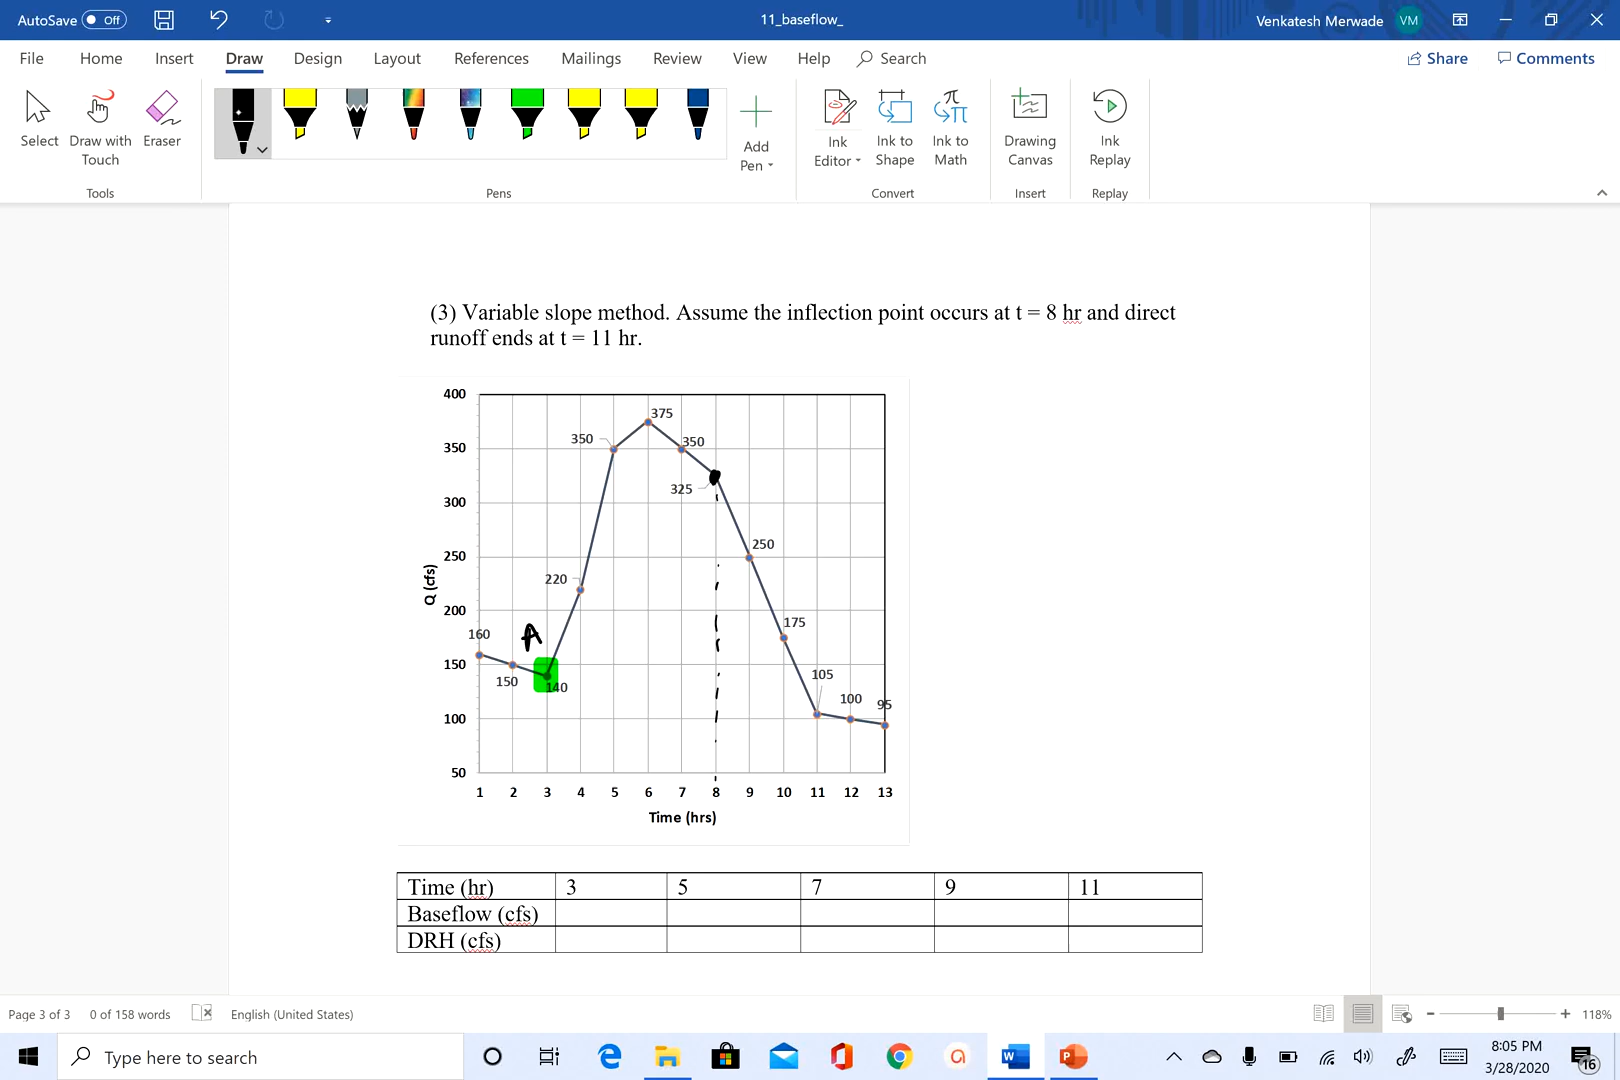 AutoSave Off 11_baseflow_ Venkatesh Merwade VM
File Home Insert Draw Design Layout References Mailings Review View Help Search Share Comments
Select Draw with Touch Eraser
Add Pen
Ink Editor Ink to Shape Ink to Math
Drawing Canvas
Ink Replay
Tools Pens Convert Insert Replay
(3) Variable slope method. Assume the inflection point occurs at t = 8 hr and direct
runoff ends at t = 11 hr.
400
375
350 350 350
325
300
250 250
Q (cfs)
220
200
175
160 A
150 150 140
105
100 100 95
50
1 2 3 4 5 6 7 8 9 10 11 12 13
Time (hrs)
Time (hr) 3 5 7 9 11
Baseflow (cfs)
DRH (cfs)
Page 3 of 3 0 of 158 words English (United States) - + 118%
Type here to search
8:05 PM
3/28/2020
16